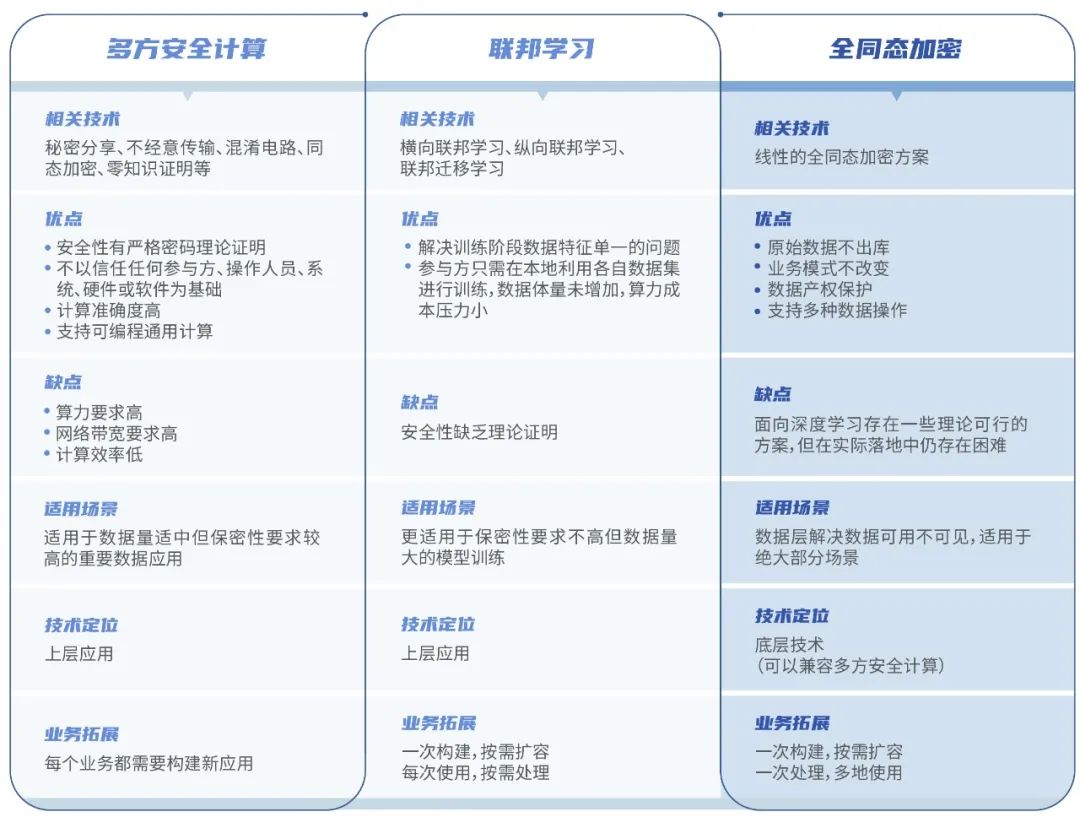 多方安全计算
相关技术
秘密分享、不经意传输、混淆电路、同
态加密、零知识证明等
优点
• 安全性有严格密码理论证明
• 不以信任任何参与方、操作人员、系
统、硬件或软件为基础
• 计算准确度高
• 支持可编程通用计算
缺点
• 算力要求高
• 网络带宽要求高
• 计算效率低
适用场景
适用于数据量适中但保密性要求较
高的重要数据应用
技术定位
上层应用
业务拓展
每个业务都需要构建新应用
联邦学习
相关技术
横向联邦学习、纵向联邦学习、
联邦迁移学习
优点
• 解决训练阶段数据特征单一的问题
• 参与方只需在本地利用各自数据集
进行训练,数据体量未增加,算力成
本压力小
缺点
安全性缺乏理论证明
适用场景
更适用于保密性要求不高但数据量
大的模型训练
技术定位
上层应用
业务拓展
一次构建,按需扩容
每次使用,按需处理
全同态加密
相关技术
线性的全同态加密方案
优点
• 原始数据不出库
• 业务模式不改变
• 数据产权保护
• 支持多种数据操作
缺点
面向深度学习存在一些理论可行的
方案,但在实际落地中仍存在困难
适用场景
数据层解决数据可用不可见,适用于
绝大部分场景
技术定位
底层技术
(可以兼容多方安全计算)
业务拓展
一次构建,按需扩容
一次处理,多地使用